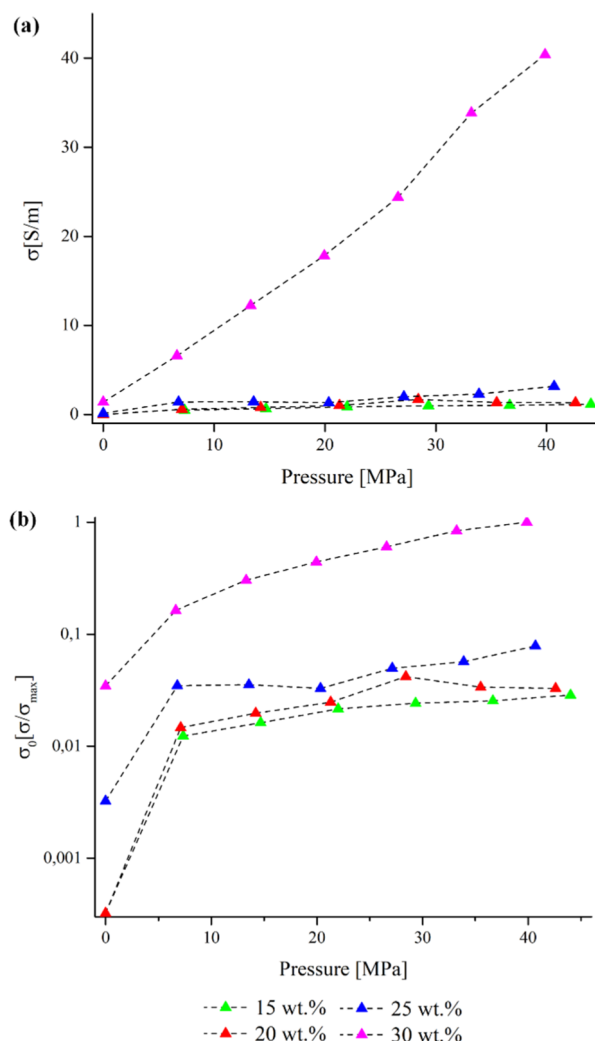 (a)
σ[S/m]
40
30
20
10
0
0 10 20 30 40
Pressure [MPa]
(b)
σ₀[σ/σmax]
1
0,1
0,01
0,001
0 10 20 30 40
Pressure [MPa]
15 wt.% 25 wt.%
20 wt.% 30 wt.%